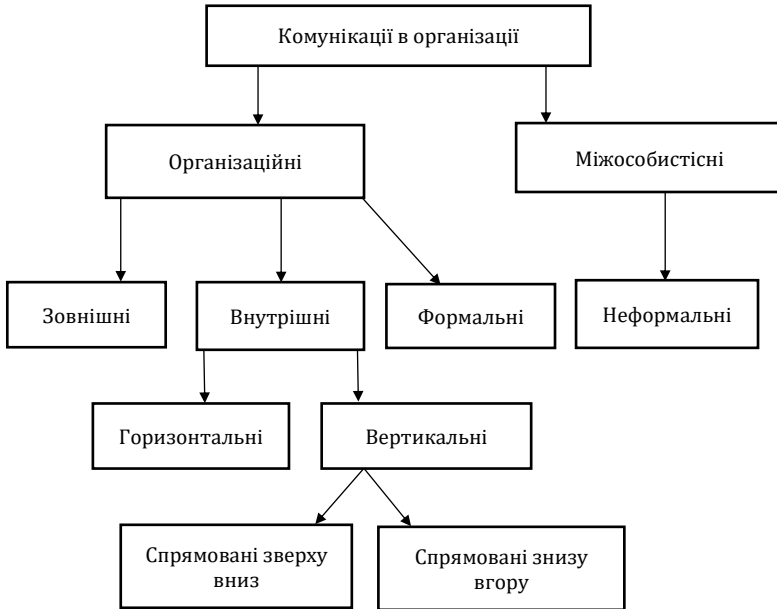 Комунікації в організації
Організаційні
Міжособистісні
Зовнішні
Внутрішні
Формальні
Неформальні
Горизонтальні
Вертикальні
Спрямовані зверху
вниз
Спрямовані знизу
вгору